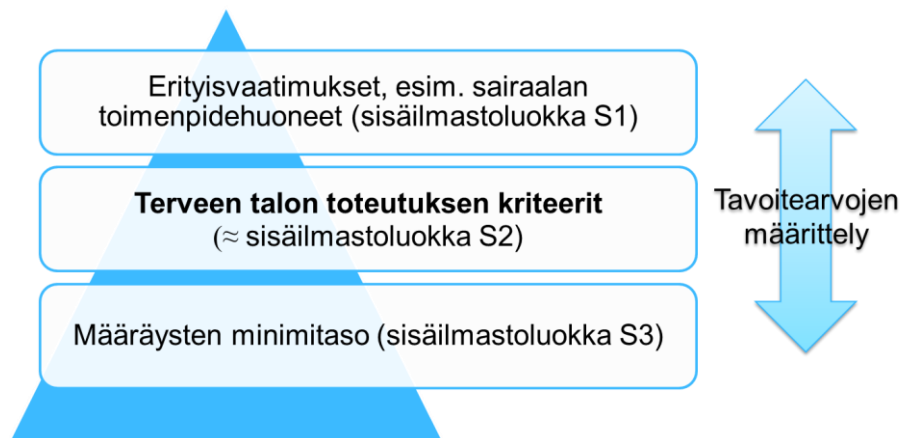 Erityisvaatimukset, esim. sairaalan
toimenpidehuoneet (sisäilmastoluokka S1)
Terveen talon toteutuksen kriteerit
(≈ sisäilmastoluokka S2)
Määräysten minimitaso (sisäilmastoluokka S3)
Tavoitearvojen
määrittely